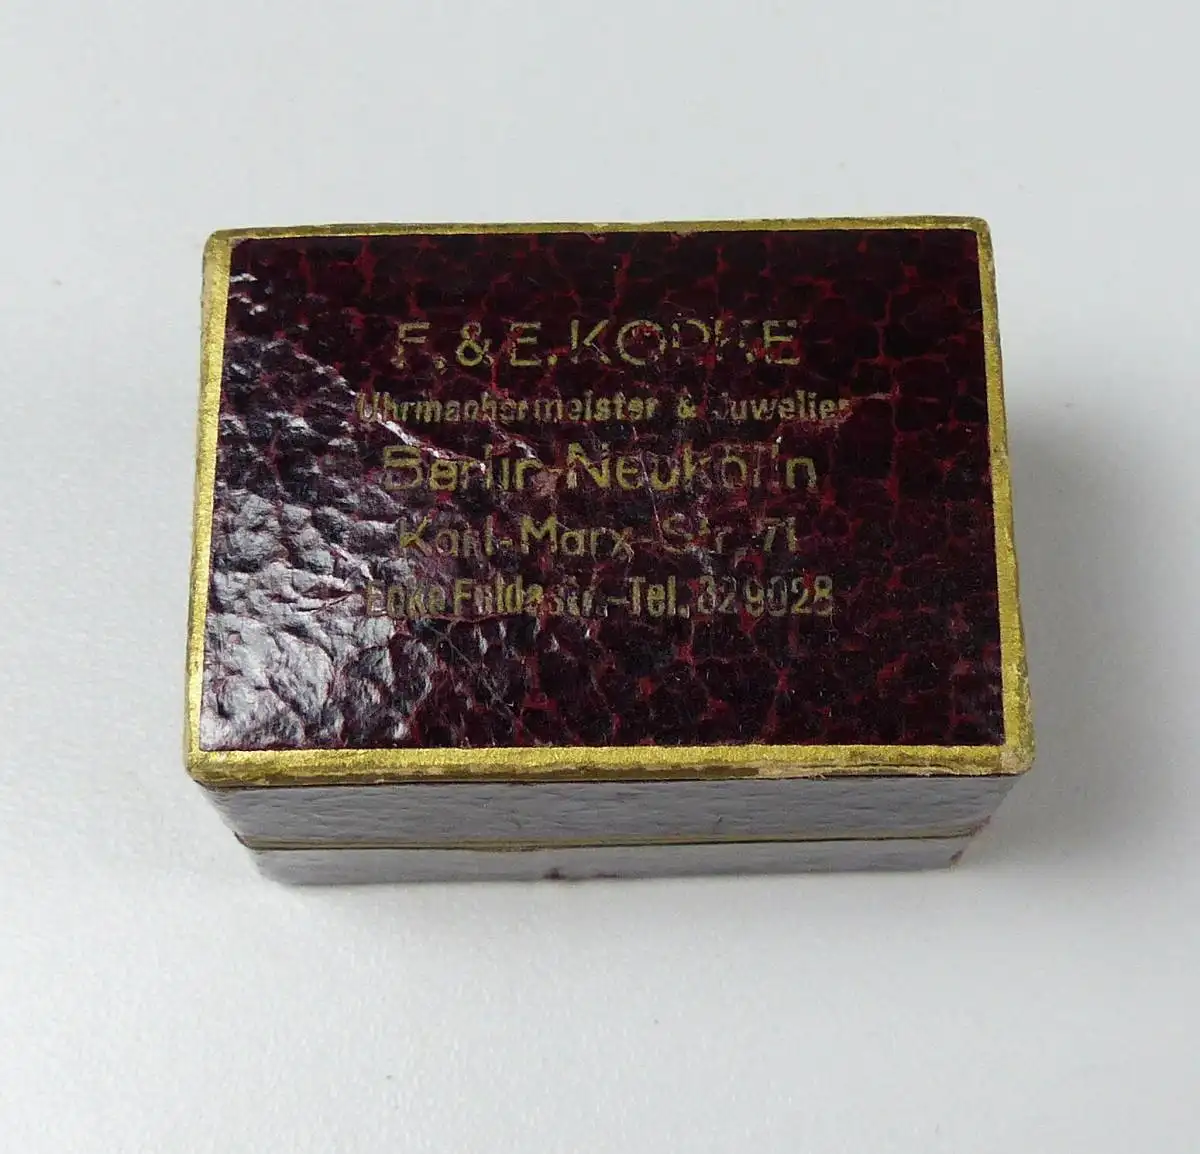 F. & E. KOPKE
Uhrmachermeister & Juwelier
Berlin-Neukölln
Karl-Marx-Str. 71
Ecke Fuldastr.-Tel. 329028